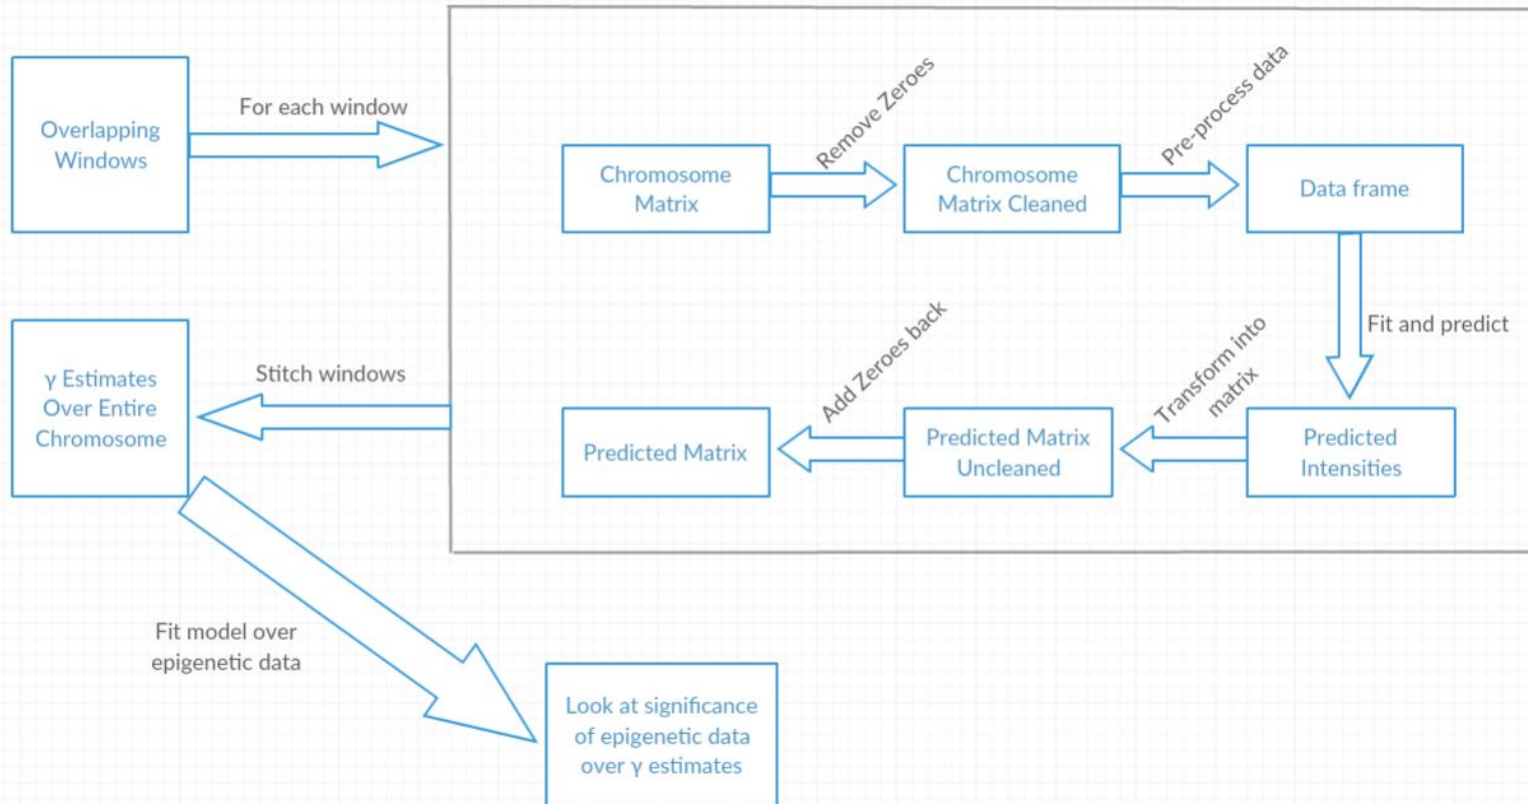 Overlapping
Windows
For each window
Chromosome
Matrix
Remove Zeroes
Chromosome
Matrix Cleaned
Pre-process data
Data frame
Fit and predict
Predicted
Intensities
Transform into
matrix
Predicted Matrix
Uncleaned
Add Zeroes back
Predicted Matrix
Stitch windows
γ Estimates
Over Entire
Chromosome
Fit model over
epigenetic data
Look at significance
of epigenetic data
over γ estimates